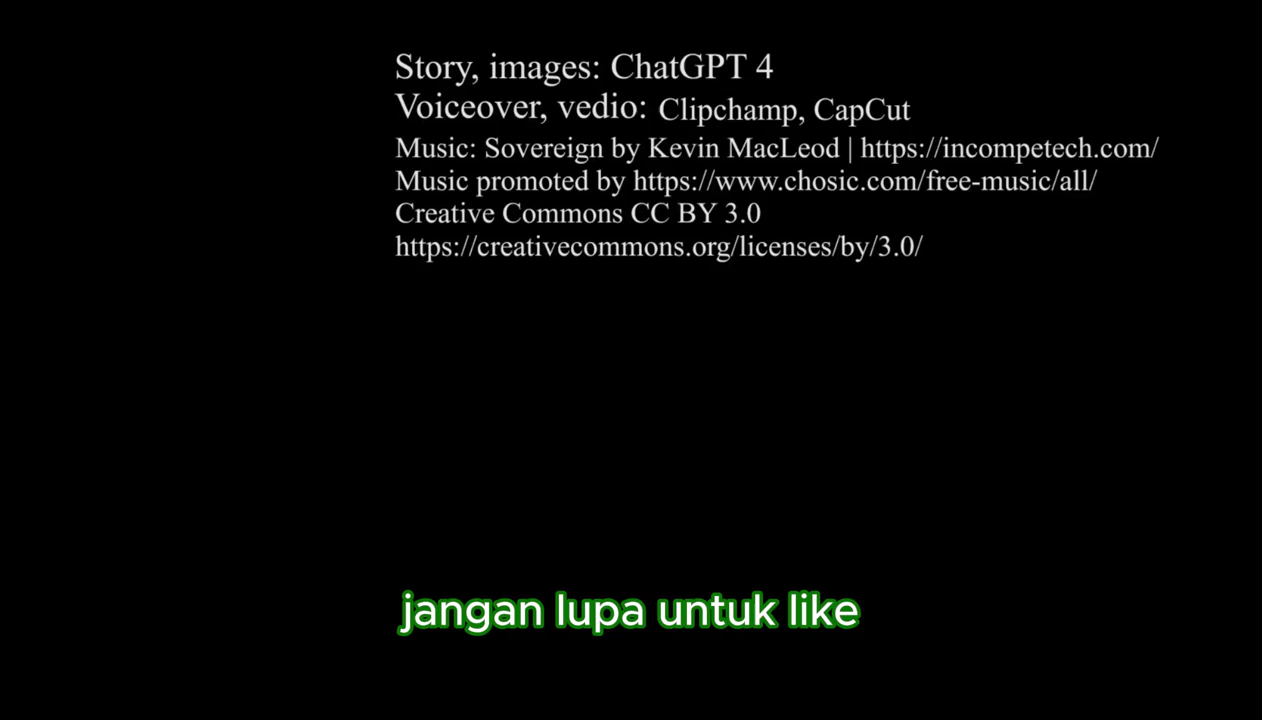 Story, images: ChatGPT 4
Voiceover, vedio: Clipchamp, CapCut
Music: Sovereign by Kevin MacLeod | https://incompetech.com/
Music promoted by https://www.chosic.com/free-music/all/
Creative Commons CC BY 3.0
https://creativecommons.org/licenses/by/3.0/
jangan lupa untuk like